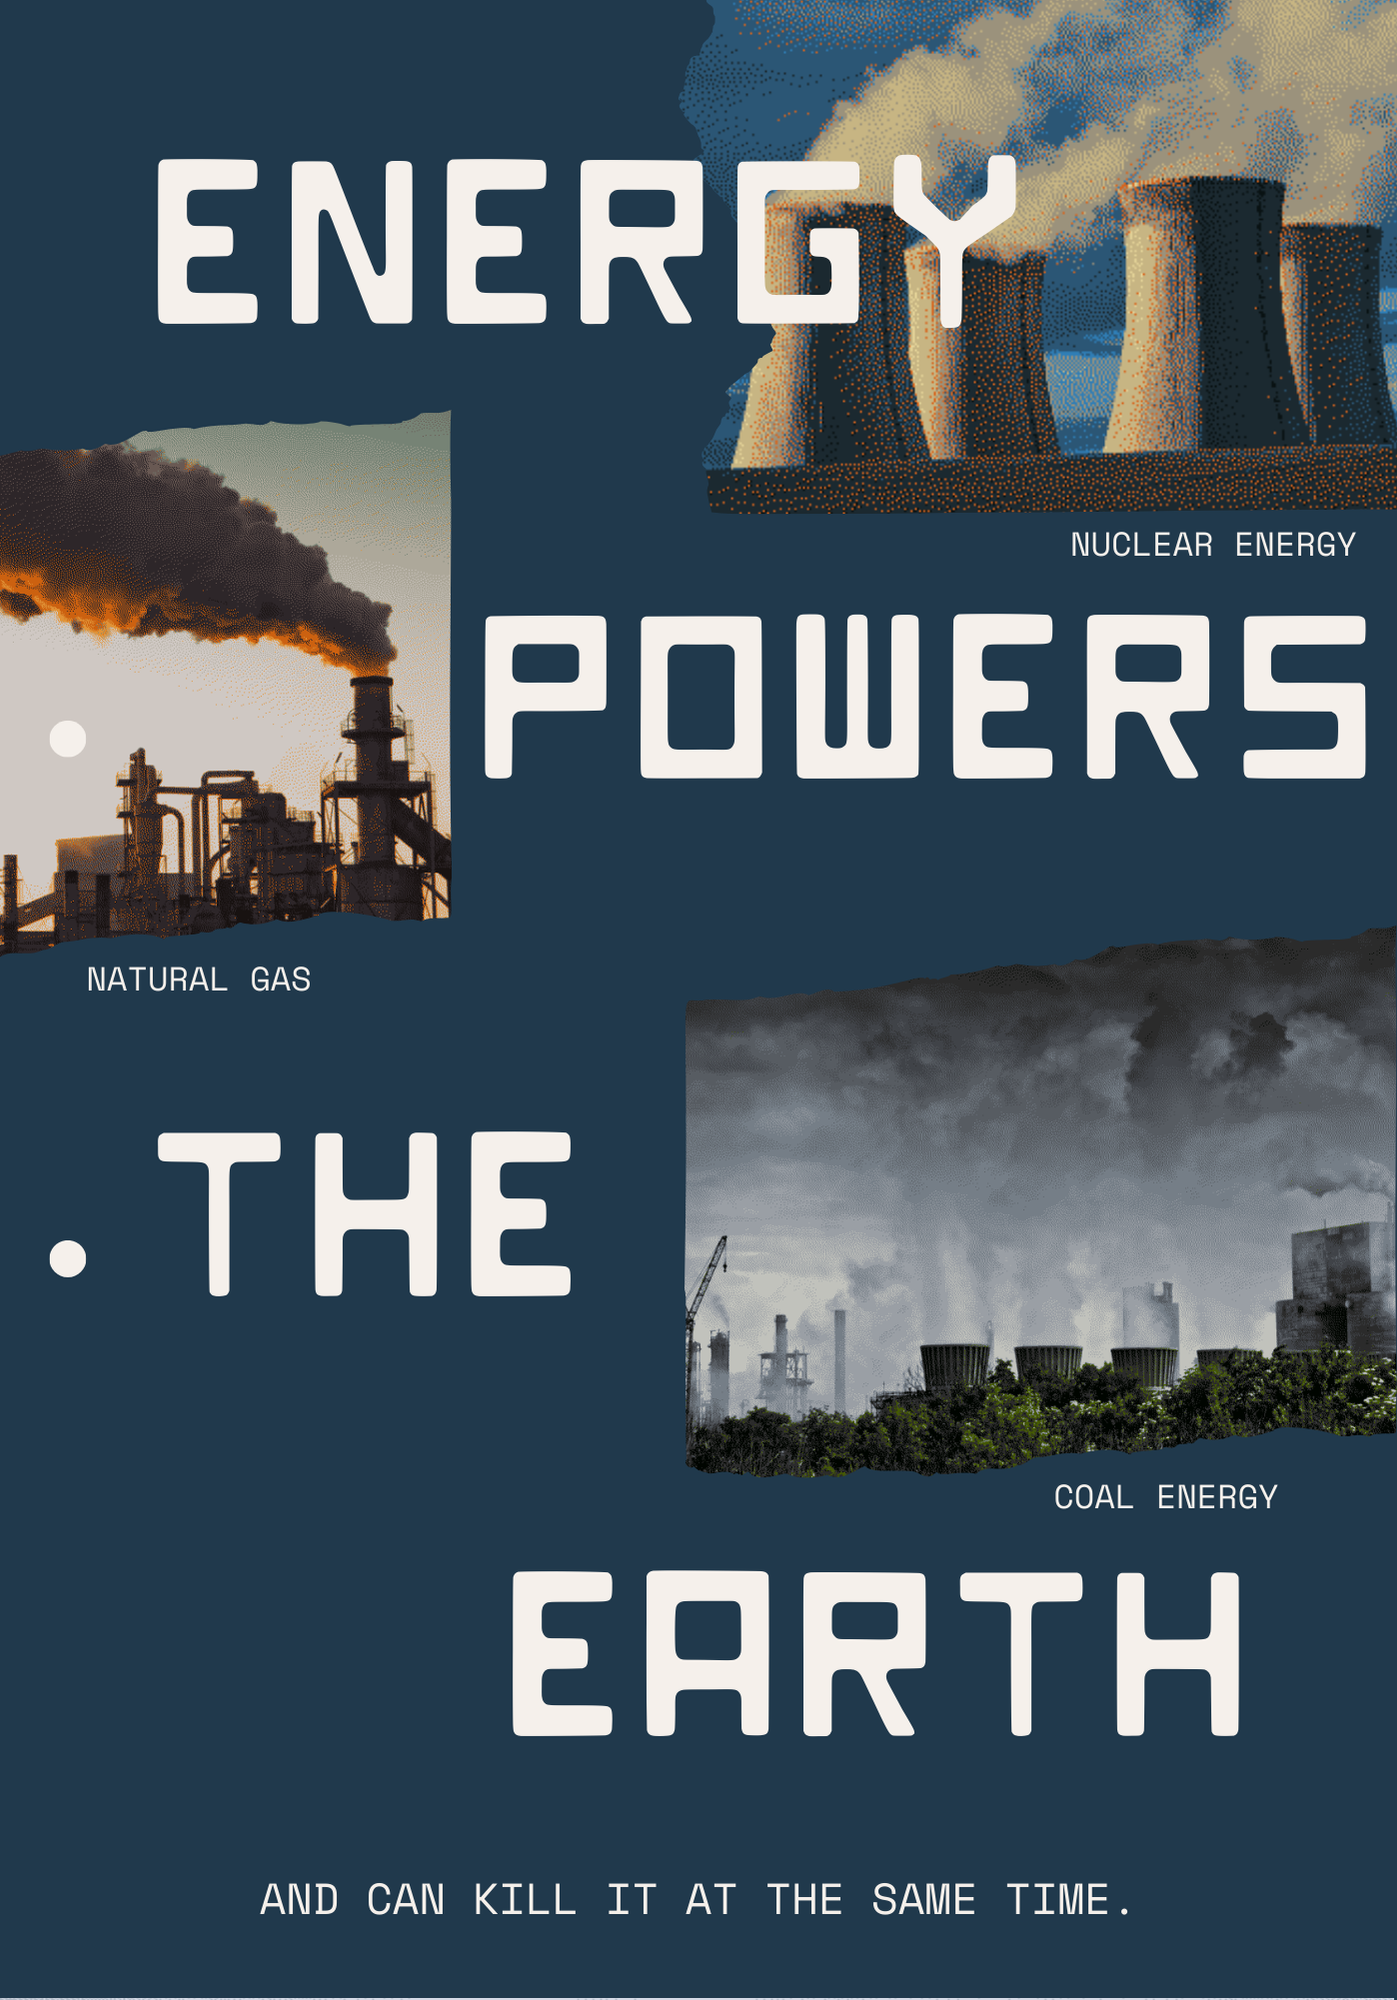 ENERGY
NUCLEAR ENERGY
POWERS
NATURAL GAS
THE
COAL ENERGY
EARTH
AND CAN KILL IT AT THE SAME TIME.